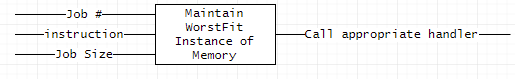 Job #
instruction
Job Size
Maintain
WorstFit
Instance of
Memory
Call appropriate handler